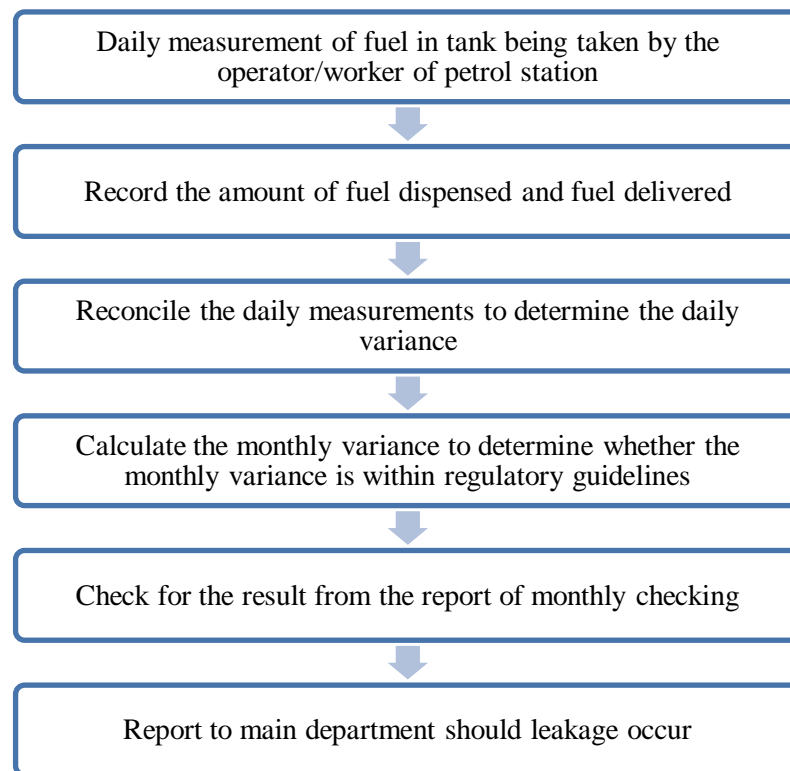 Daily measurement of fuel in tank being taken by the
operator/worker of petrol station
Record the amount of fuel dispensed and fuel delivered
Reconcile the daily measurements to determine the daily
variance
Calculate the monthly variance to determine whether the
monthly variance is within regulatory guidelines
Check for the result from the report of monthly checking
Report to main department should leakage occur